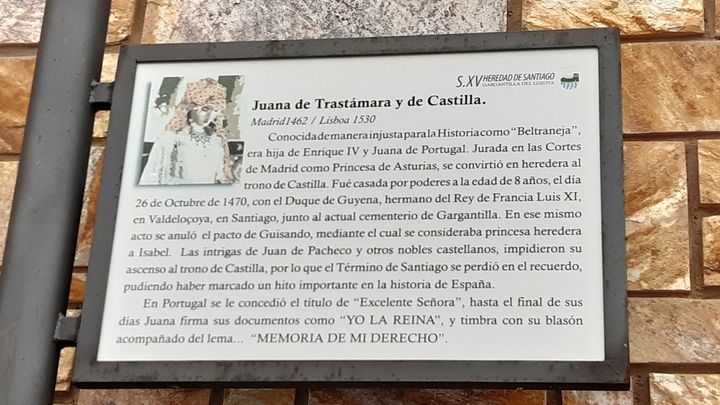 S.XV HEREDAD DE SANTIAGO
GARGANTILLA DEL LOZOYA
Juana de Trastámara y de Castilla.
Madrid1462 / Lisboa 1530
Conocida de manera injusta para la Historia como "Beltraneja",
era hija de Enrique IV y Juana de Portugal. Jurada en las Cortes
de Madrid como Princesa de Asturias, se convirtió en heredera al
trono de Castilla. Fué casada por poderes a la edad de 8 años, el dia
26 de Octubre de 1470, con el Duque de Guyena, hermano del Rey de Francia Luis XI,
en Valdeloçoya, en Santiago, junto al actual cementerio de Gargantilla. En ese mismo
acto se anuló el pacto de Guisando, mediante el cual se consideraba princesa heredera
a Isabel. Las intrigas de Juan de Pacheco y otros nobles castellanos, impidieron su
ascenso al trono de Castilla, por lo que el Término de Santiago se perdió en el recuerdo,
pudiendo haber marcado un hito importante en la historia de España.
En Portugal se le concedió el título de "Excelente Señora", hasta el final de sus
días Juana firma sus documentos como "YO LA REINA", y timbra con su blasón
acompañado del lema... "MEMORIA DE MI DERECHO".